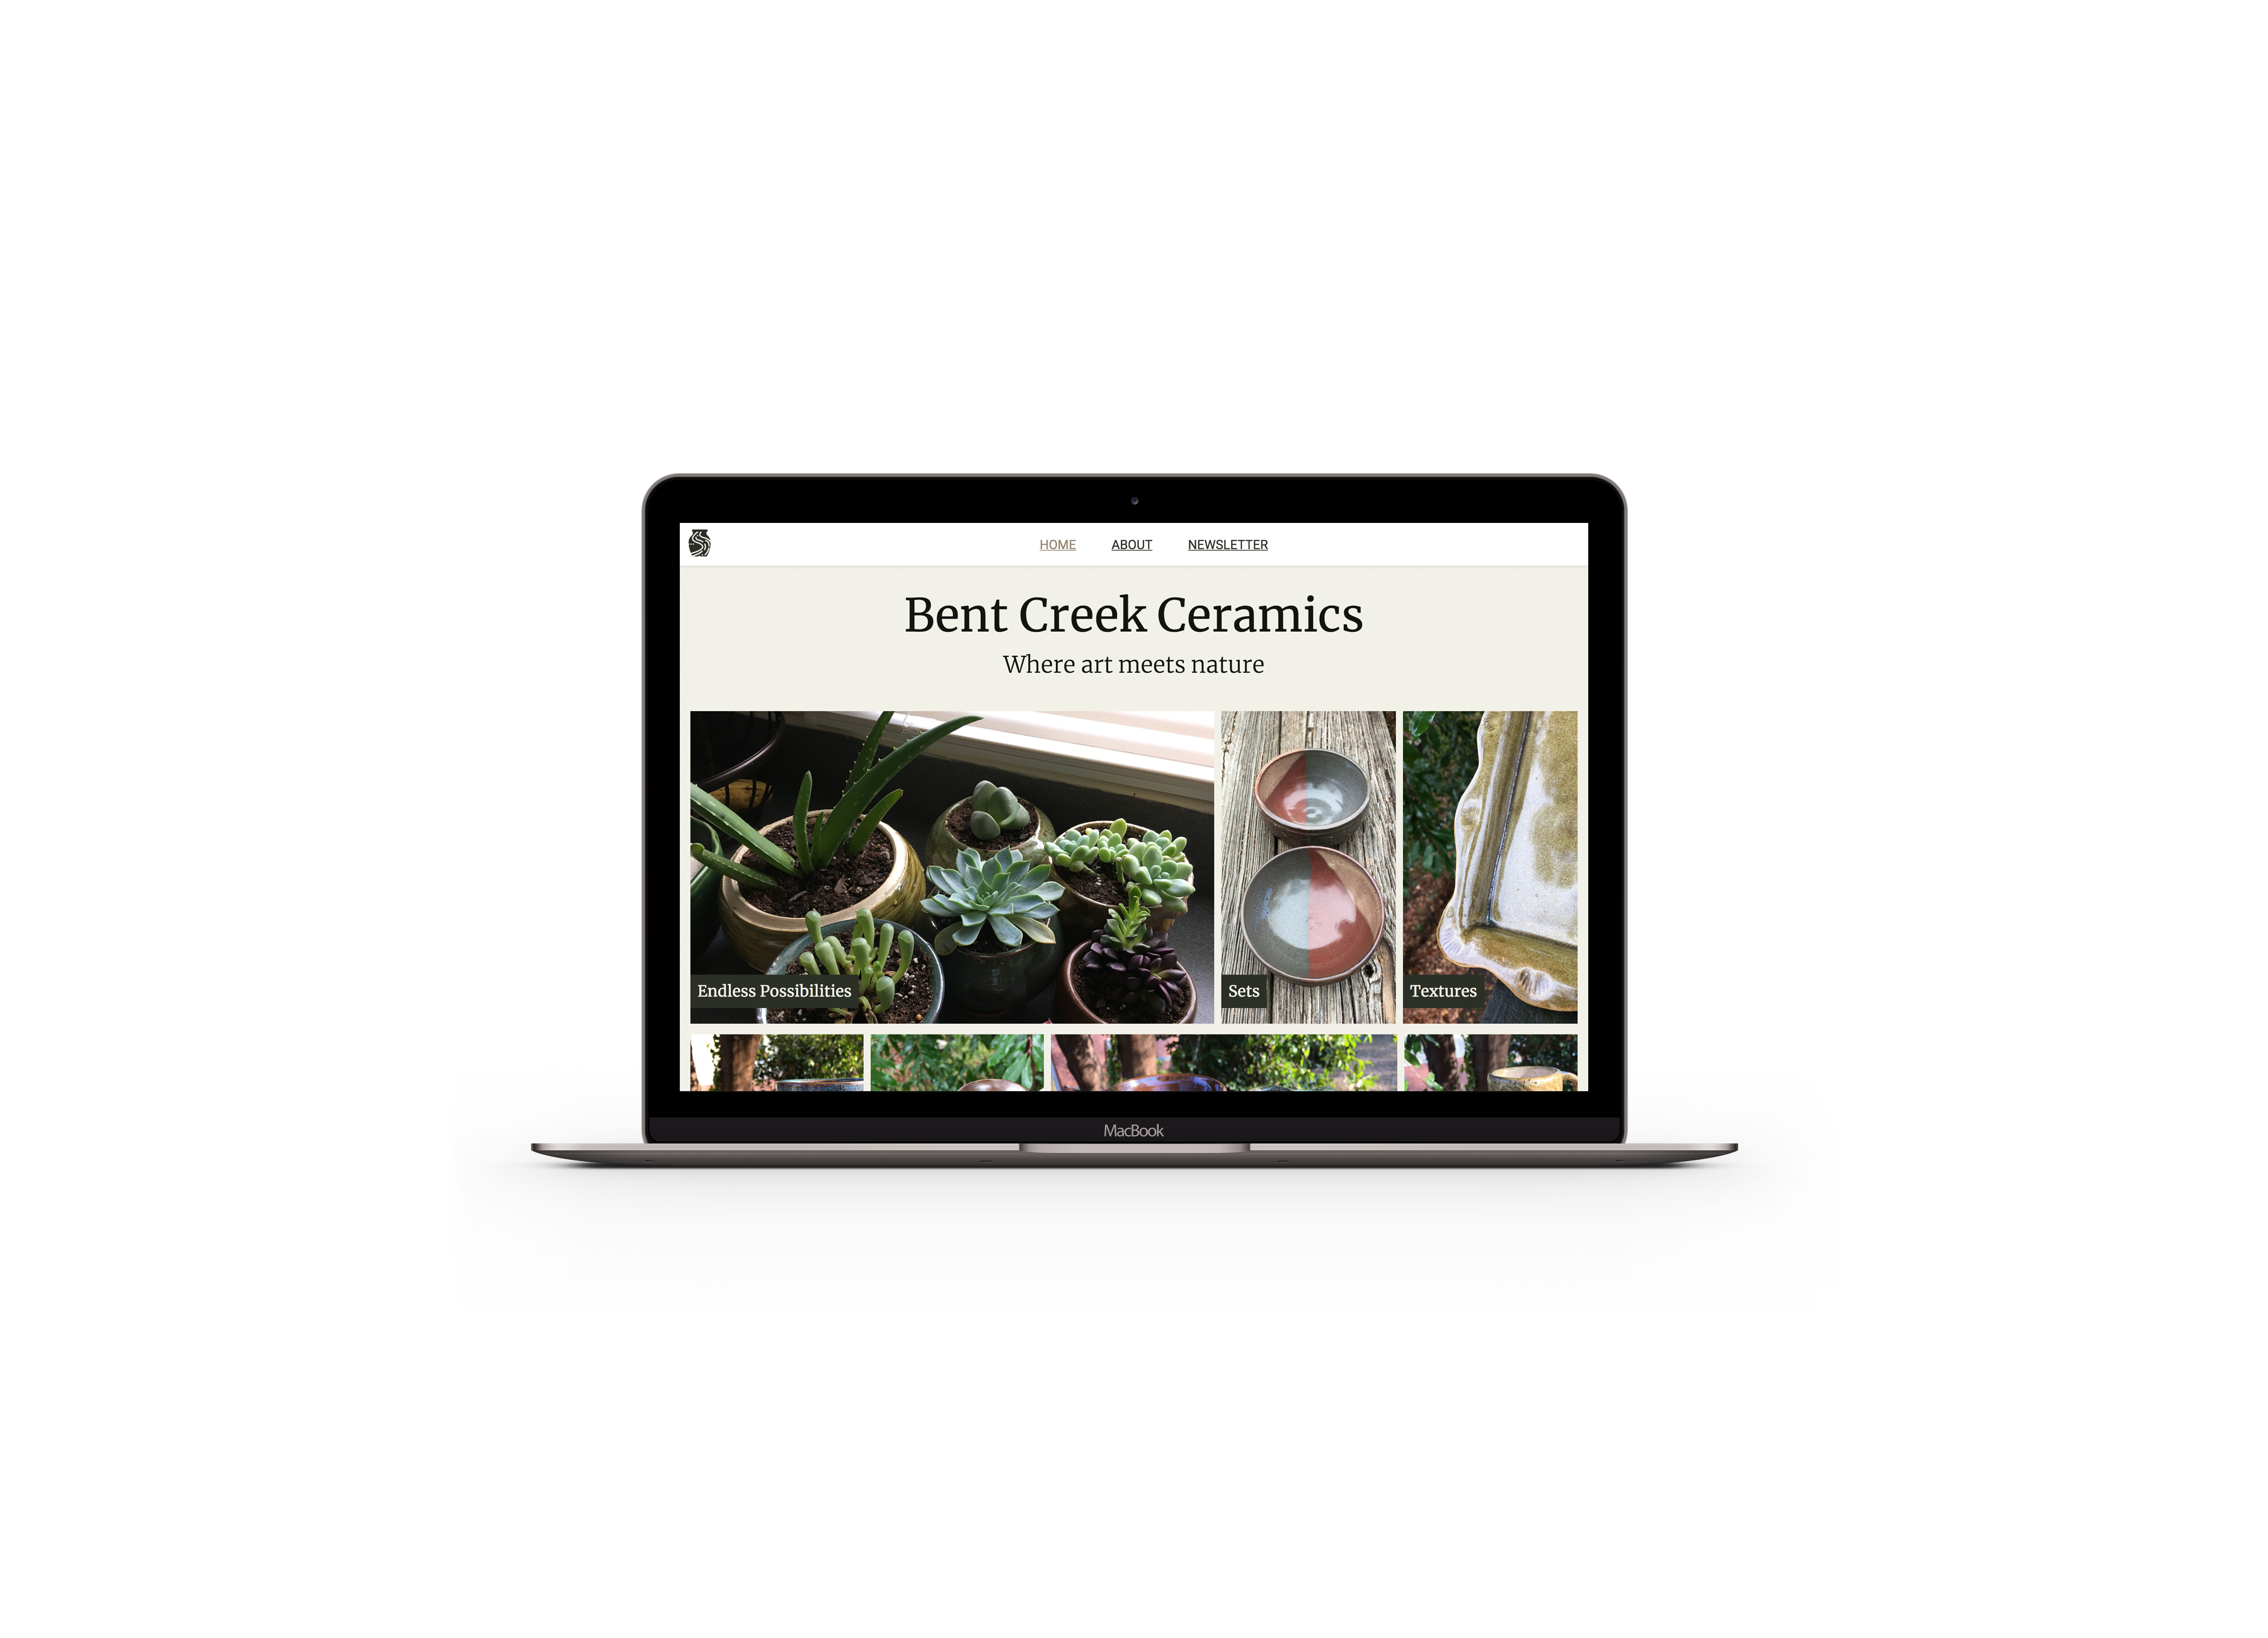 HOME ABOUT NEWSLETTER
Bent Creek Ceramics
Where art meets nature
Endless Possibilities
Sets
Textures
MacBook